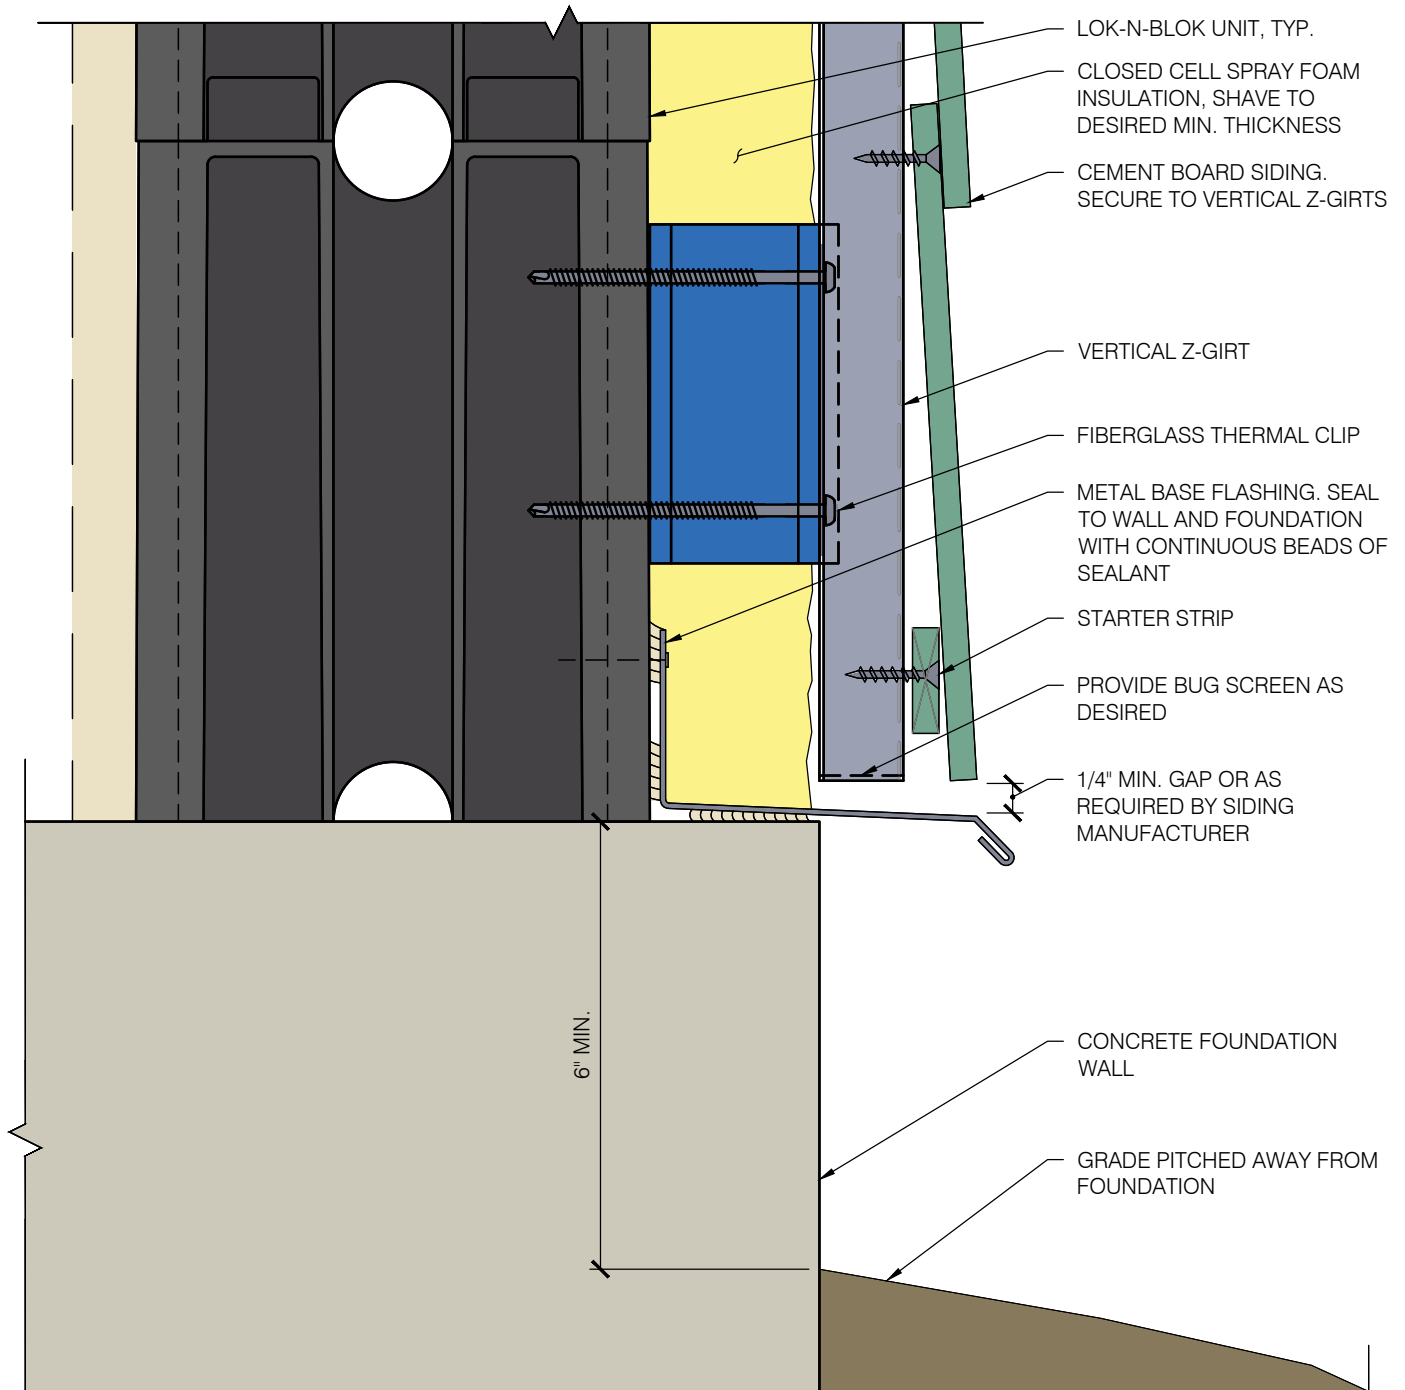 LOK-N-BLOK UNIT, TYP.
CLOSED CELL SPRAY FOAM
INSULATION, SHAVE TO
DESIRED MIN. THICKNESS
CEMENT BOARD SIDING.
SECURE TO VERTICAL Z-GIRTS
VERTICAL Z-GIRT
FIBERGLASS THERMAL CLIP
METAL BASE FLASHING. SEAL
TO WALL AND FOUNDATION
WITH CONTINUOUS BEADS OF
SEALANT
STARTER STRIP
PROVIDE BUG SCREEN AS
DESIRED
1/4" MIN. GAP OR AS
REQUIRED BY SIDING
MANUFACTURER
6" MIN.
CONCRETE FOUNDATION
WALL
GRADE PITCHED AWAY FROM
FOUNDATION